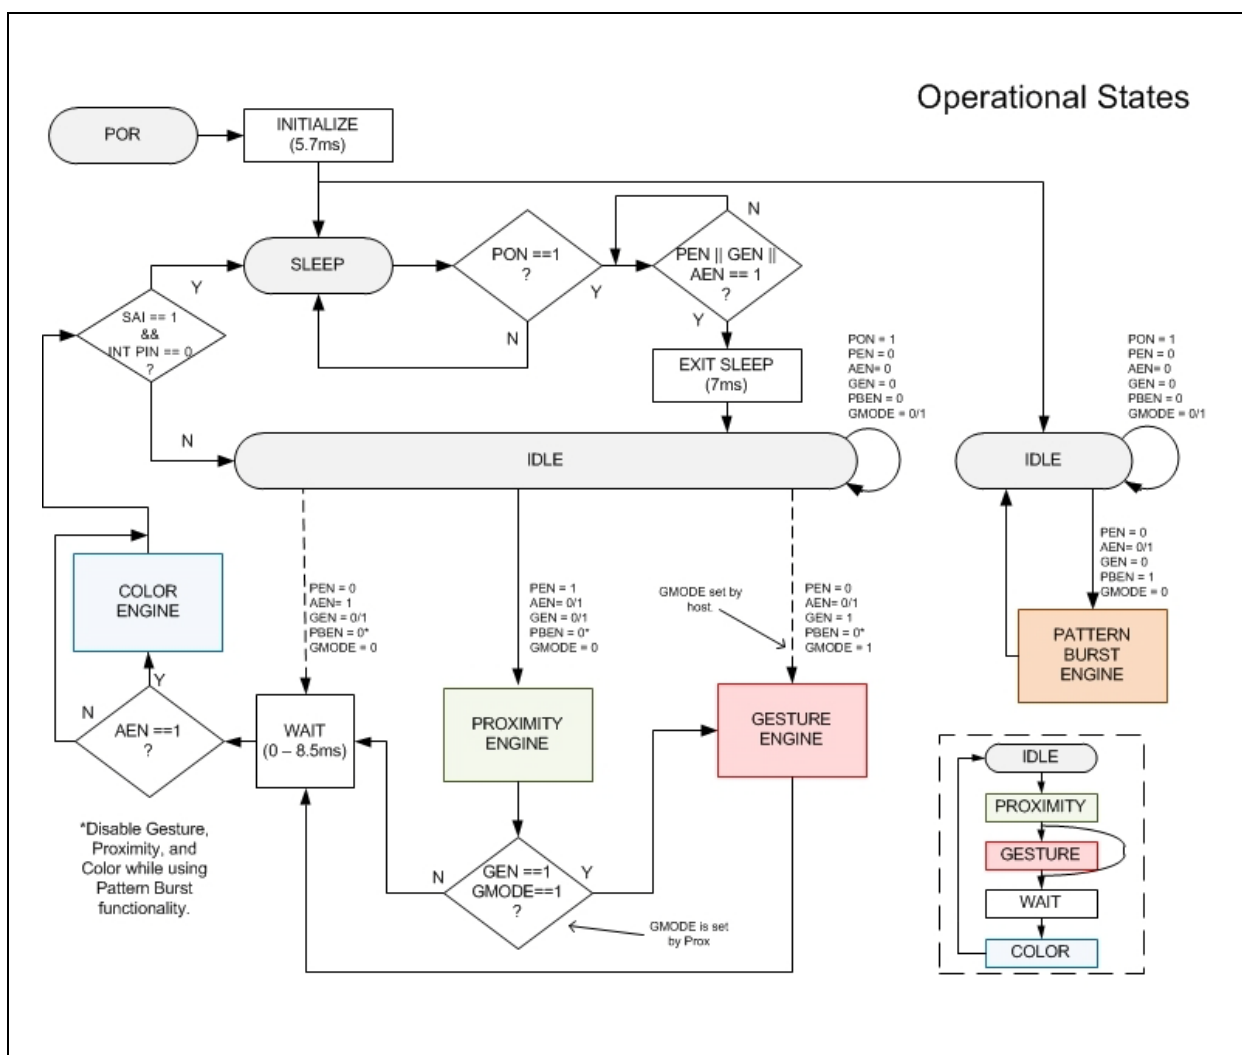 Operational States
POR
INITIALIZE
(5.7ms)
SLEEP
PON ==1
?
Y
N
PEN || GEN ||
AEN == 1
?
N
Y
SAI == 1
&&
INT PIN == 0
?
Y
N
EXIT SLEEP
(7ms)
PON = 1
PEN = 0
AEN= 0
GEN = 0
PBEN = 0
GMODE = 0/1
PON = 1
PEN = 0
AEN= 0
GEN = 0
PBEN = 0
GMODE = 0/1
IDLE
IDLE
COLOR
ENGINE
PEN = 0
AEN= 1
GEN = 0/1
PBEN = 0*
GMODE = 0
PEN = 1
AEN= 0/1
GEN = 0/1
PBEN = 0*
GMODE = 0
GMODE set by
host.
PEN = 0
AEN= 0/1
GEN = 1
PBEN = 0*
GMODE = 1
PEN = 0
AEN= 0/1
GEN = 0
PBEN = 1
GMODE = 0
PATTERN
BURST
ENGINE
AEN ==1
?
Y
N
WAIT
(0 – 8.5ms)
PROXIMITY
ENGINE
GESTURE
ENGINE
*Disable Gesture,
Proximity, and
Color while using
Pattern Burst
functionality.
GEN ==1
GMODE==1
?
N
Y
GMODE is set
by Prox
IDLE
PROXIMITY
GESTURE
WAIT
COLOR